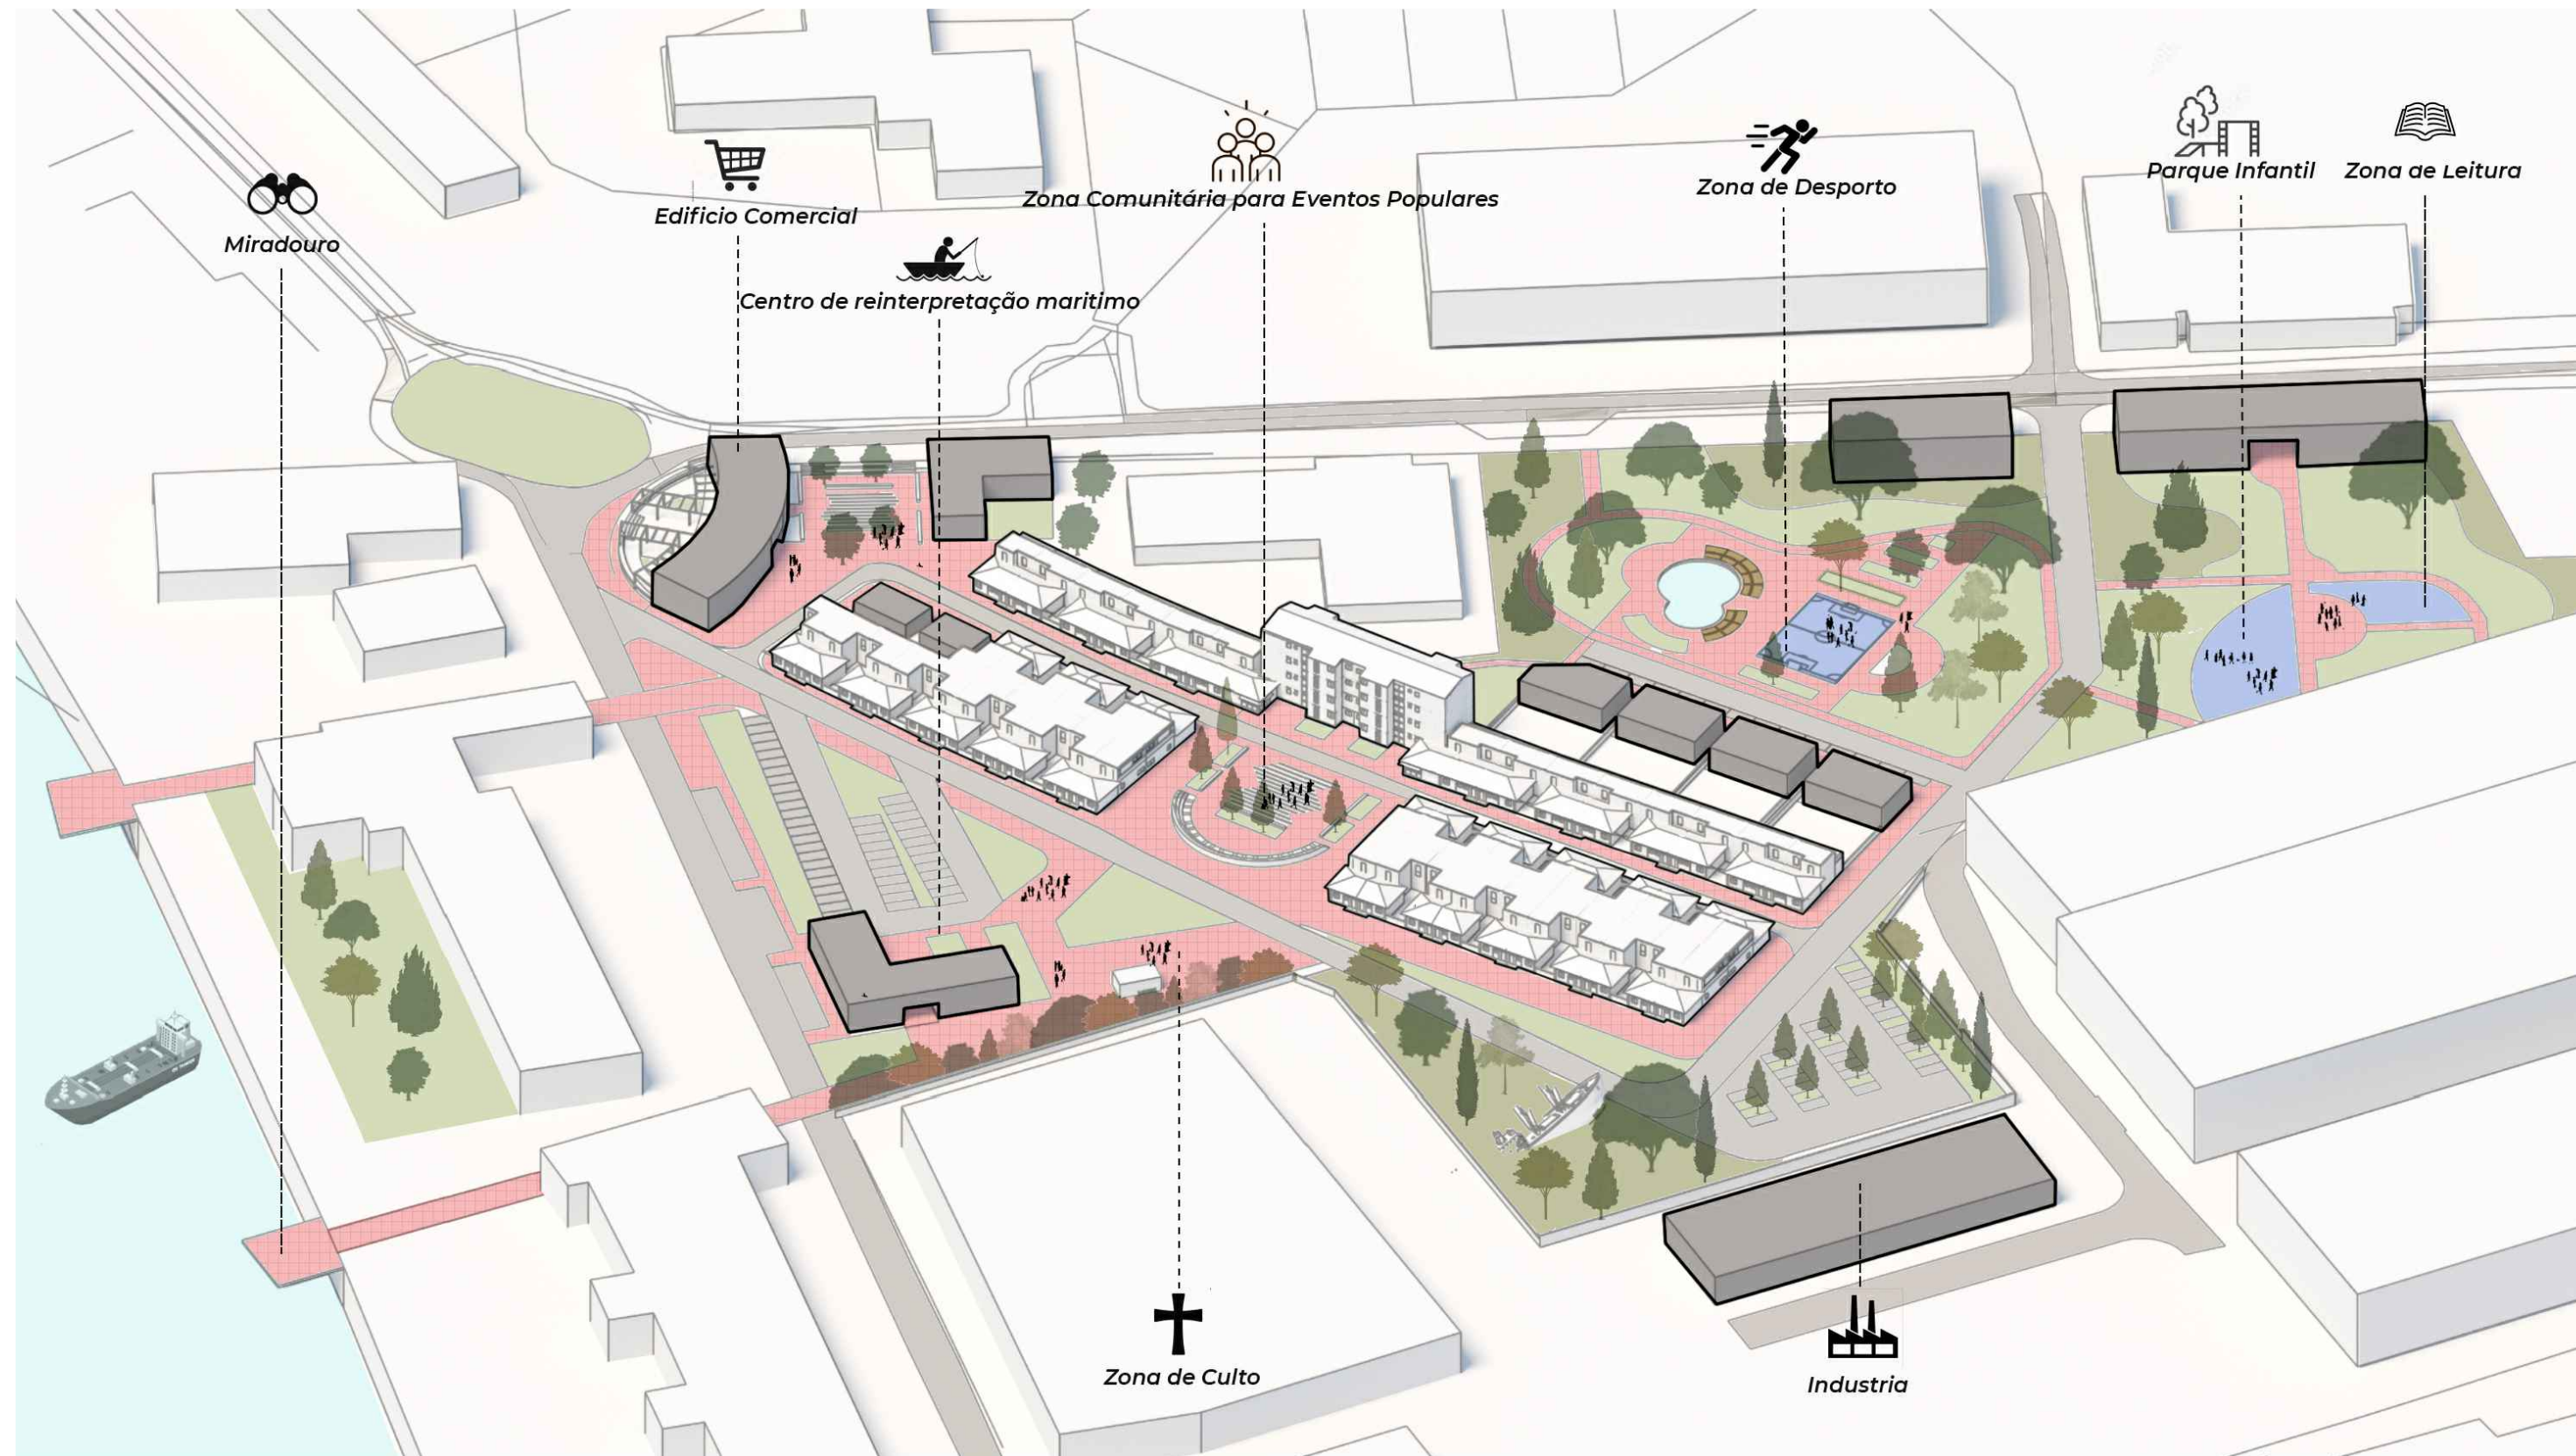 Parque Infantil
Zona de Leitura
Zona de Desporto
Zona Comunitária para Eventos Populares
Edificio Comercial
Miradouro
Centro de reinterpretação maritimo
Zona de Culto
Industria